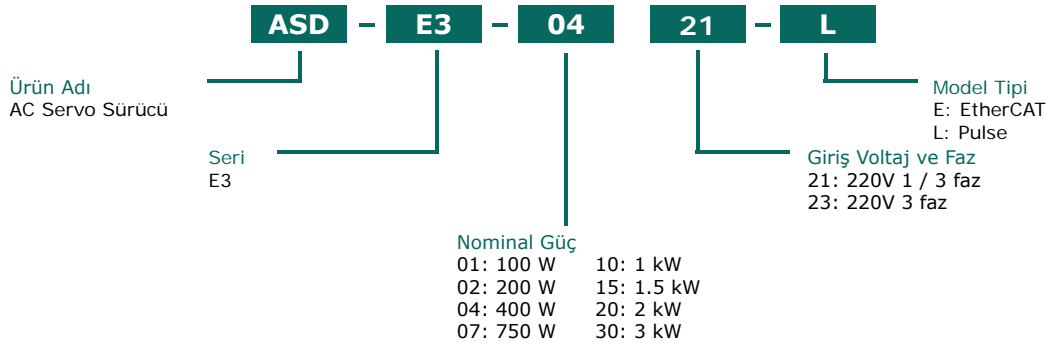 ASD – E3 – 04 21 – L
Ürün Adı
AC Servo Sürücü
Model Tipi
E: EtherCAT
L: Pulse
Seri
E3
Giriş Voltaj ve Faz
21: 220V 1 / 3 faz
23: 220V 3 faz
Nominal Güç
01: 100 W 10: 1 kW
02: 200 W 15: 1.5 kW
04: 400 W 20: 2 kW
07: 750 W 30: 3 kW